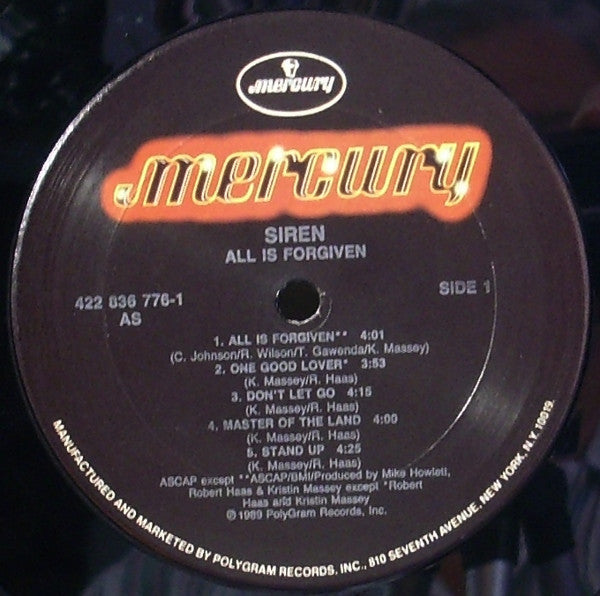 mercury
mercury
SIREN
ALL IS FORGIVEN
422 836 776-1
AS
SIDE 1
1. ALL IS FORGIVEN** 4:01
(C. Johnson/R. Wilson/T. Gawenda/K. Massey)
2. ONE GOOD LOVER* 3:53
(K. Massey/R. Haas)
3. DON'T LET GO 4:15
(K. Massey/R. Haas)
4. MASTER OF THE LAND 4:00
(K. Massey/R. Haas)
5. STAND UP 4:25
(K. Massey/R. Haas)
ASCAP except **ASCAP/BMI/Produced by Mike Howlett,
Robert Haas & Kristin Massey except *Robert
Haas and Kristin Massey
℗ 1989 PolyGram Records, Inc.
MANUFACTURED AND MARKETED BY POLYGRAM RECORDS, INC., 810 SEVENTH AVENUE, NEW YORK, N.Y. 10019.